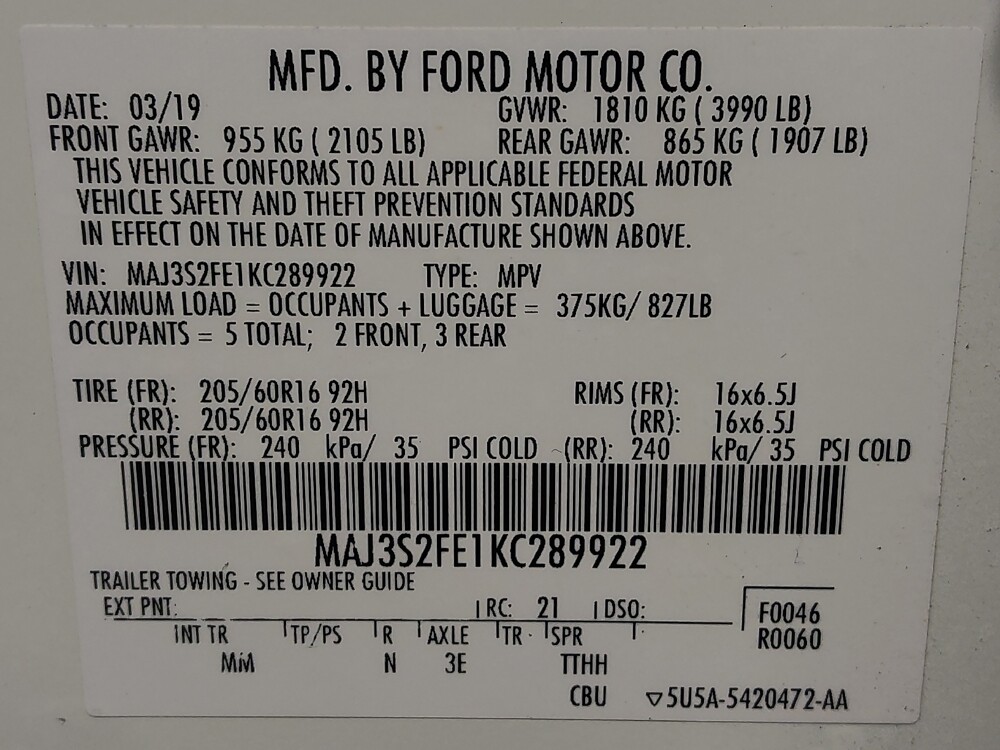 MFD. BY FORD MOTOR CO.
DATE: 03/19 GVWR: 1810 KG ( 3990 LB)
FRONT GAWR: 955 KG ( 2105 LB) REAR GAWR: 865 KG ( 1907 LB)
THIS VEHICLE CONFORMS TO ALL APPLICABLE FEDERAL MOTOR
VEHICLE SAFETY AND THEFT PREVENTION STANDARDS
IN EFFECT ON THE DATE OF MANUFACTURE SHOWN ABOVE.
VIN: MAJ3S2FE1KC289922 TYPE: MPV
MAXIMUM LOAD = OCCUPANTS + LUGGAGE = 375KG/ 827LB
OCCUPANTS = 5 TOTAL; 2 FRONT, 3 REAR
TIRE (FR): 205/60R16 92H RIMS (FR): 16x6.5J
(RR): 205/60R16 92H (RR): 16x6.5J
PRESSURE (FR): 240 kPa/ 35 PSI COLD (RR): 240 kPa/ 35 PSI COLD
MAJ3S2FE1KC289922
TRAILER TOWING - SEE OWNER GUIDE
EXT PNT: RC: 21 DSO: F0046
INT TR TP/PS R AXLE TR SPR R0060
MM N 3E TTHH
CBU ▽5U5A-5420472-AA